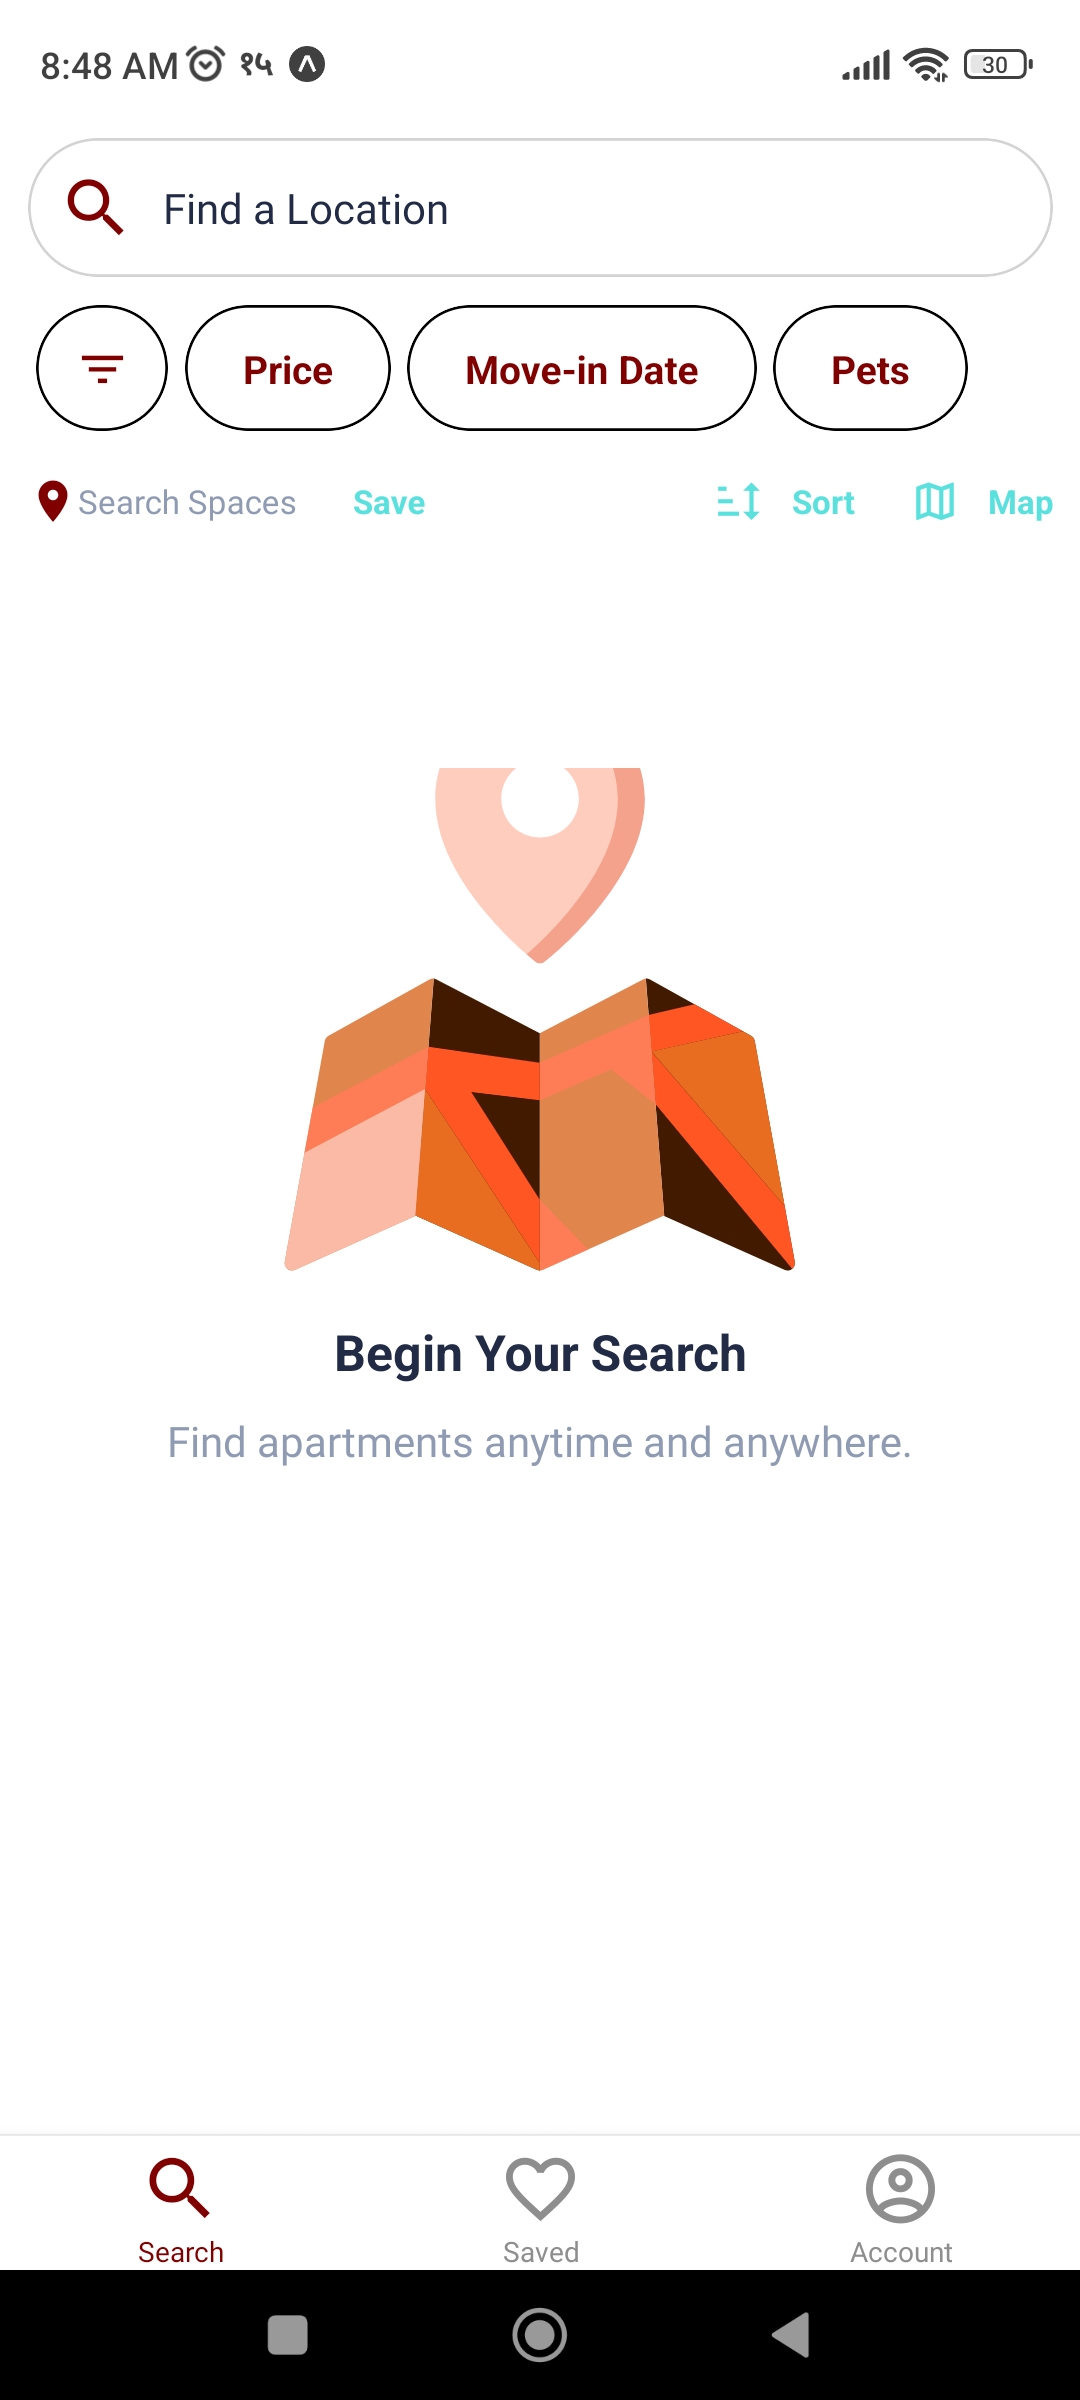 8:48 AM १५ 30
Find a Location
Price Move-in Date Pets
Search Spaces Save Sort Map
Begin Your Search
Find apartments anytime and anywhere.
Search Saved Account